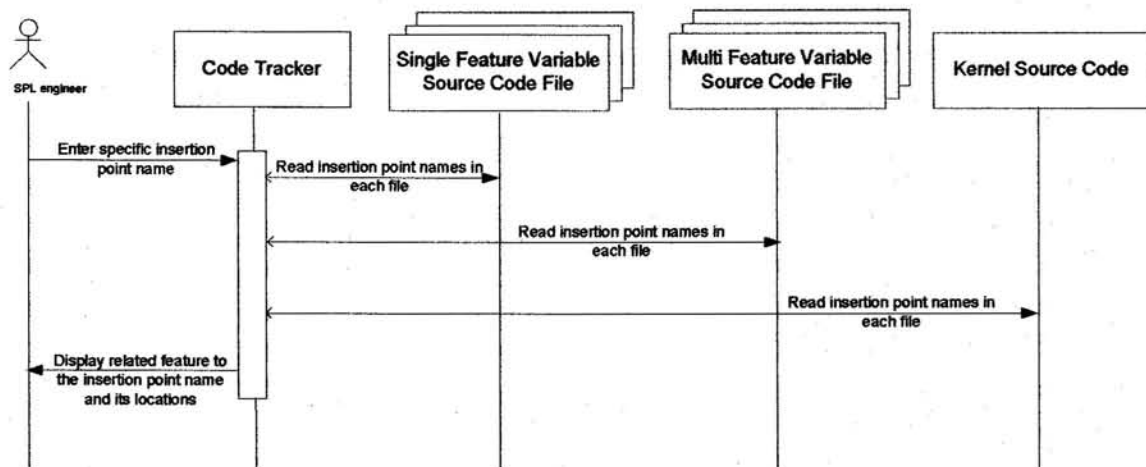 SPL engineer
Code Tracker
Single Feature Variable
Source Code File
Multi Feature Variable
Source Code File
Kernel Source Code
Enter specific insertion
point name
Read insertion point names in
each file
Read insertion point names in
each file
Read insertion point names in
each file
Display related feature to
the insertion point name
and its locations